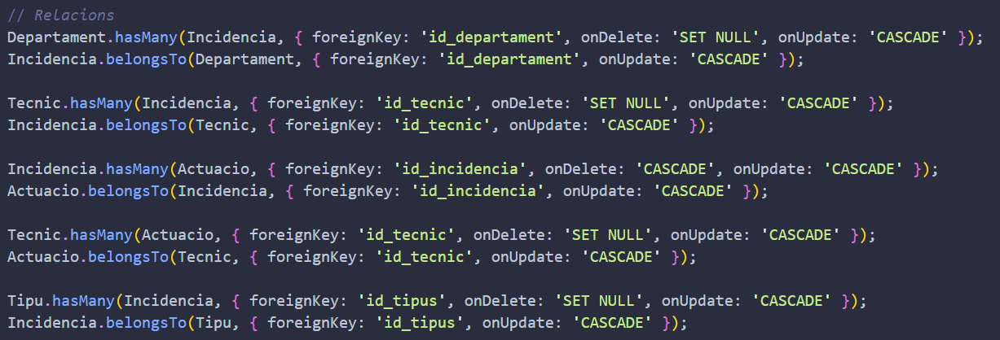 // Relacions
Departament.hasMany(Incidencia, { foreignKey: 'id_departament', onDelete: 'SET NULL', onUpdate: 'CASCADE' });
Incidencia.belongsTo(Departament, { foreignKey: 'id_departament', onUpdate: 'CASCADE' });

Tecnic.hasMany(Incidencia, { foreignKey: 'id_tecnic', onDelete: 'SET NULL', onUpdate: 'CASCADE' });
Incidencia.belongsTo(Tecnic, { foreignKey: 'id_tecnic', onUpdate: 'CASCADE' });

Incidencia.hasMany(Actuacio, { foreignKey: 'id_incidencia', onDelete: 'CASCADE', onUpdate: 'CASCADE' });
Actuacio.belongsTo(Incidencia, { foreignKey: 'id_incidencia', onUpdate: 'CASCADE' });

Tecnic.hasMany(Actuacio, { foreignKey: 'id_tecnic', onDelete: 'SET NULL', onUpdate: 'CASCADE' });
Actuacio.belongsTo(Tecnic, { foreignKey: 'id_tecnic', onUpdate: 'CASCADE' });

Tipu.hasMany(Incidencia, { foreignKey: 'id_tipus', onDelete: 'SET NULL', onUpdate: 'CASCADE' });
Incidencia.belongsTo(Tipu, { foreignKey: 'id_tipus', onUpdate: 'CASCADE' });